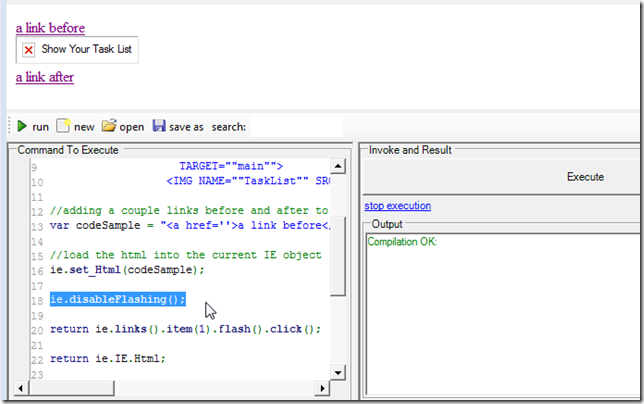 a link before
Show Your Task List
a link after
run new open save as search:
Command To Execute
9 TARGET=""main"">
10 <IMG NAME=""TaskList"" SR
11
12 //adding a couple links before and after to
13 var codeSample = "<a href=''>a link before<
14
15 //load the html into the current IE object
16 ie.set_Html(codeSample);
17
18 ie.disableFlashing();
19
20 return ie.links().item(1).flash().click();
21
22 return ie.IE.Html;
23
Invoke and Result
Execute
stop execution
Output
Compilation OK: